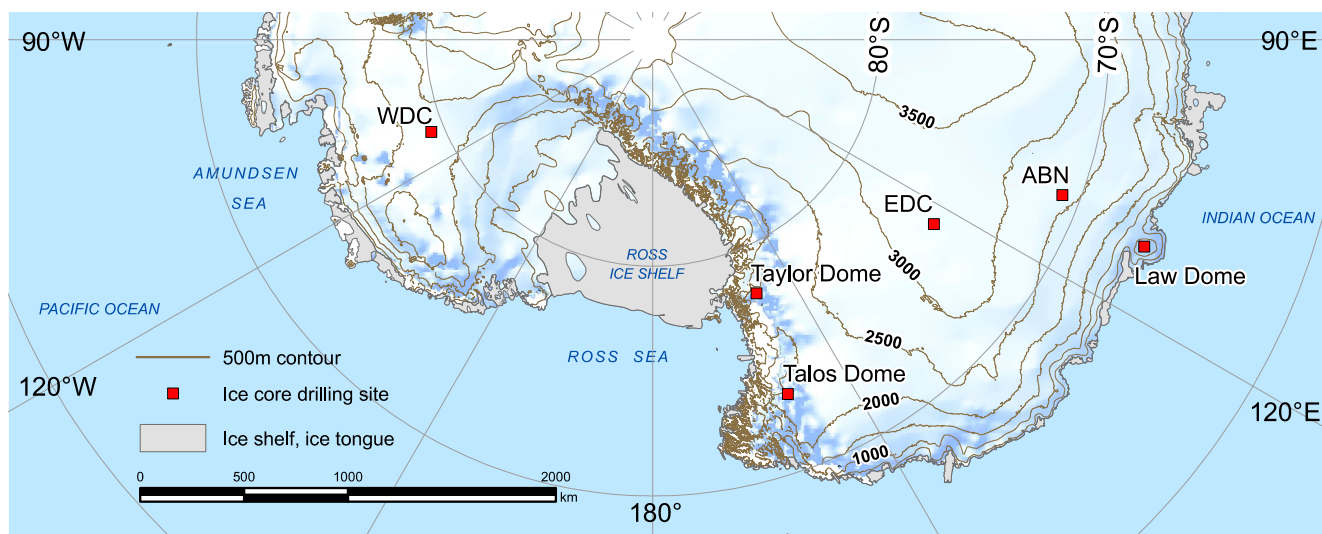 90°W
80°S
70°S
90°E
WDC
3500
AMUNDSEN
SEA
ABN
EDC
INDIAN OCEAN
3000
ROSS
ICE SHELF
Taylor Dome
Law Dome
PACIFIC OCEAN
2500
ROSS SEA
500m contour
Talos Dome
120°W
Ice core drilling site
2000
120°E
Ice shelf, ice tongue
1000
0 500 1000 2000
km
180°